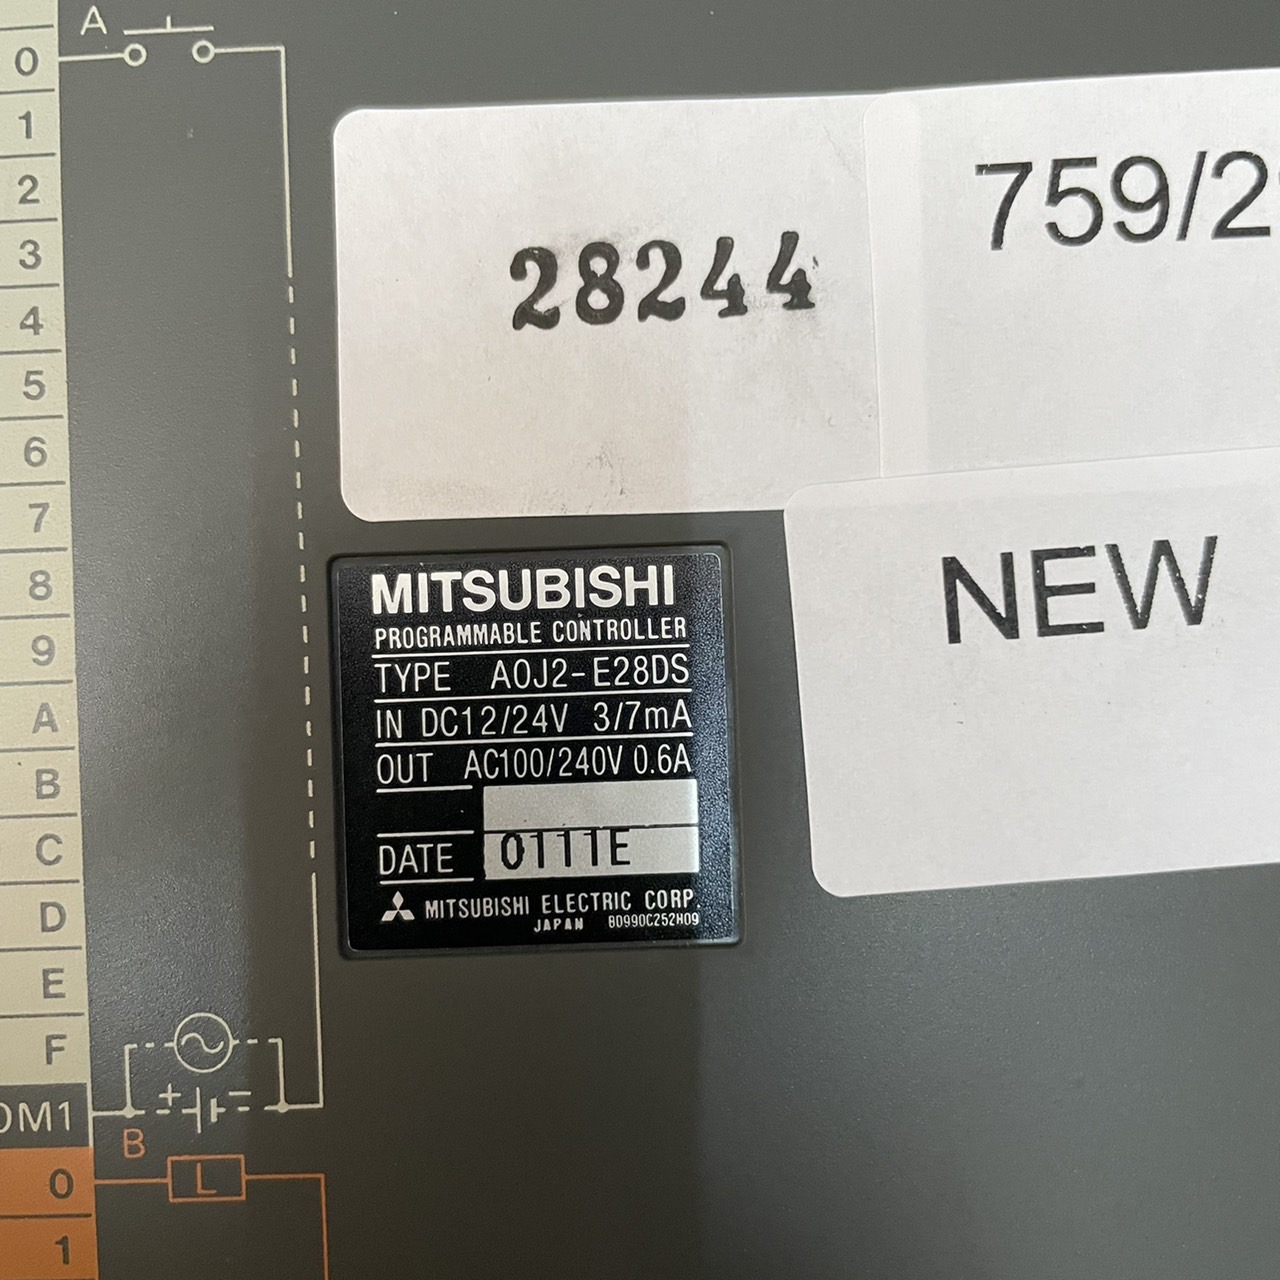 A
0
1
2
3
4
5
6
7
8
9
A
B
C
D
E
F
OM1
B
0
L
1
28244
759/2
NEW
MITSUBISHI
PROGRAMMABLE CONTROLLER
TYPE A0J2-E28DS
IN DC12/24V 3/7mA
OUT AC100/240V 0.6A
DATE 0111E
MITSUBISHI ELECTRIC CORP.
JAPAN BD990C252H09
+ −